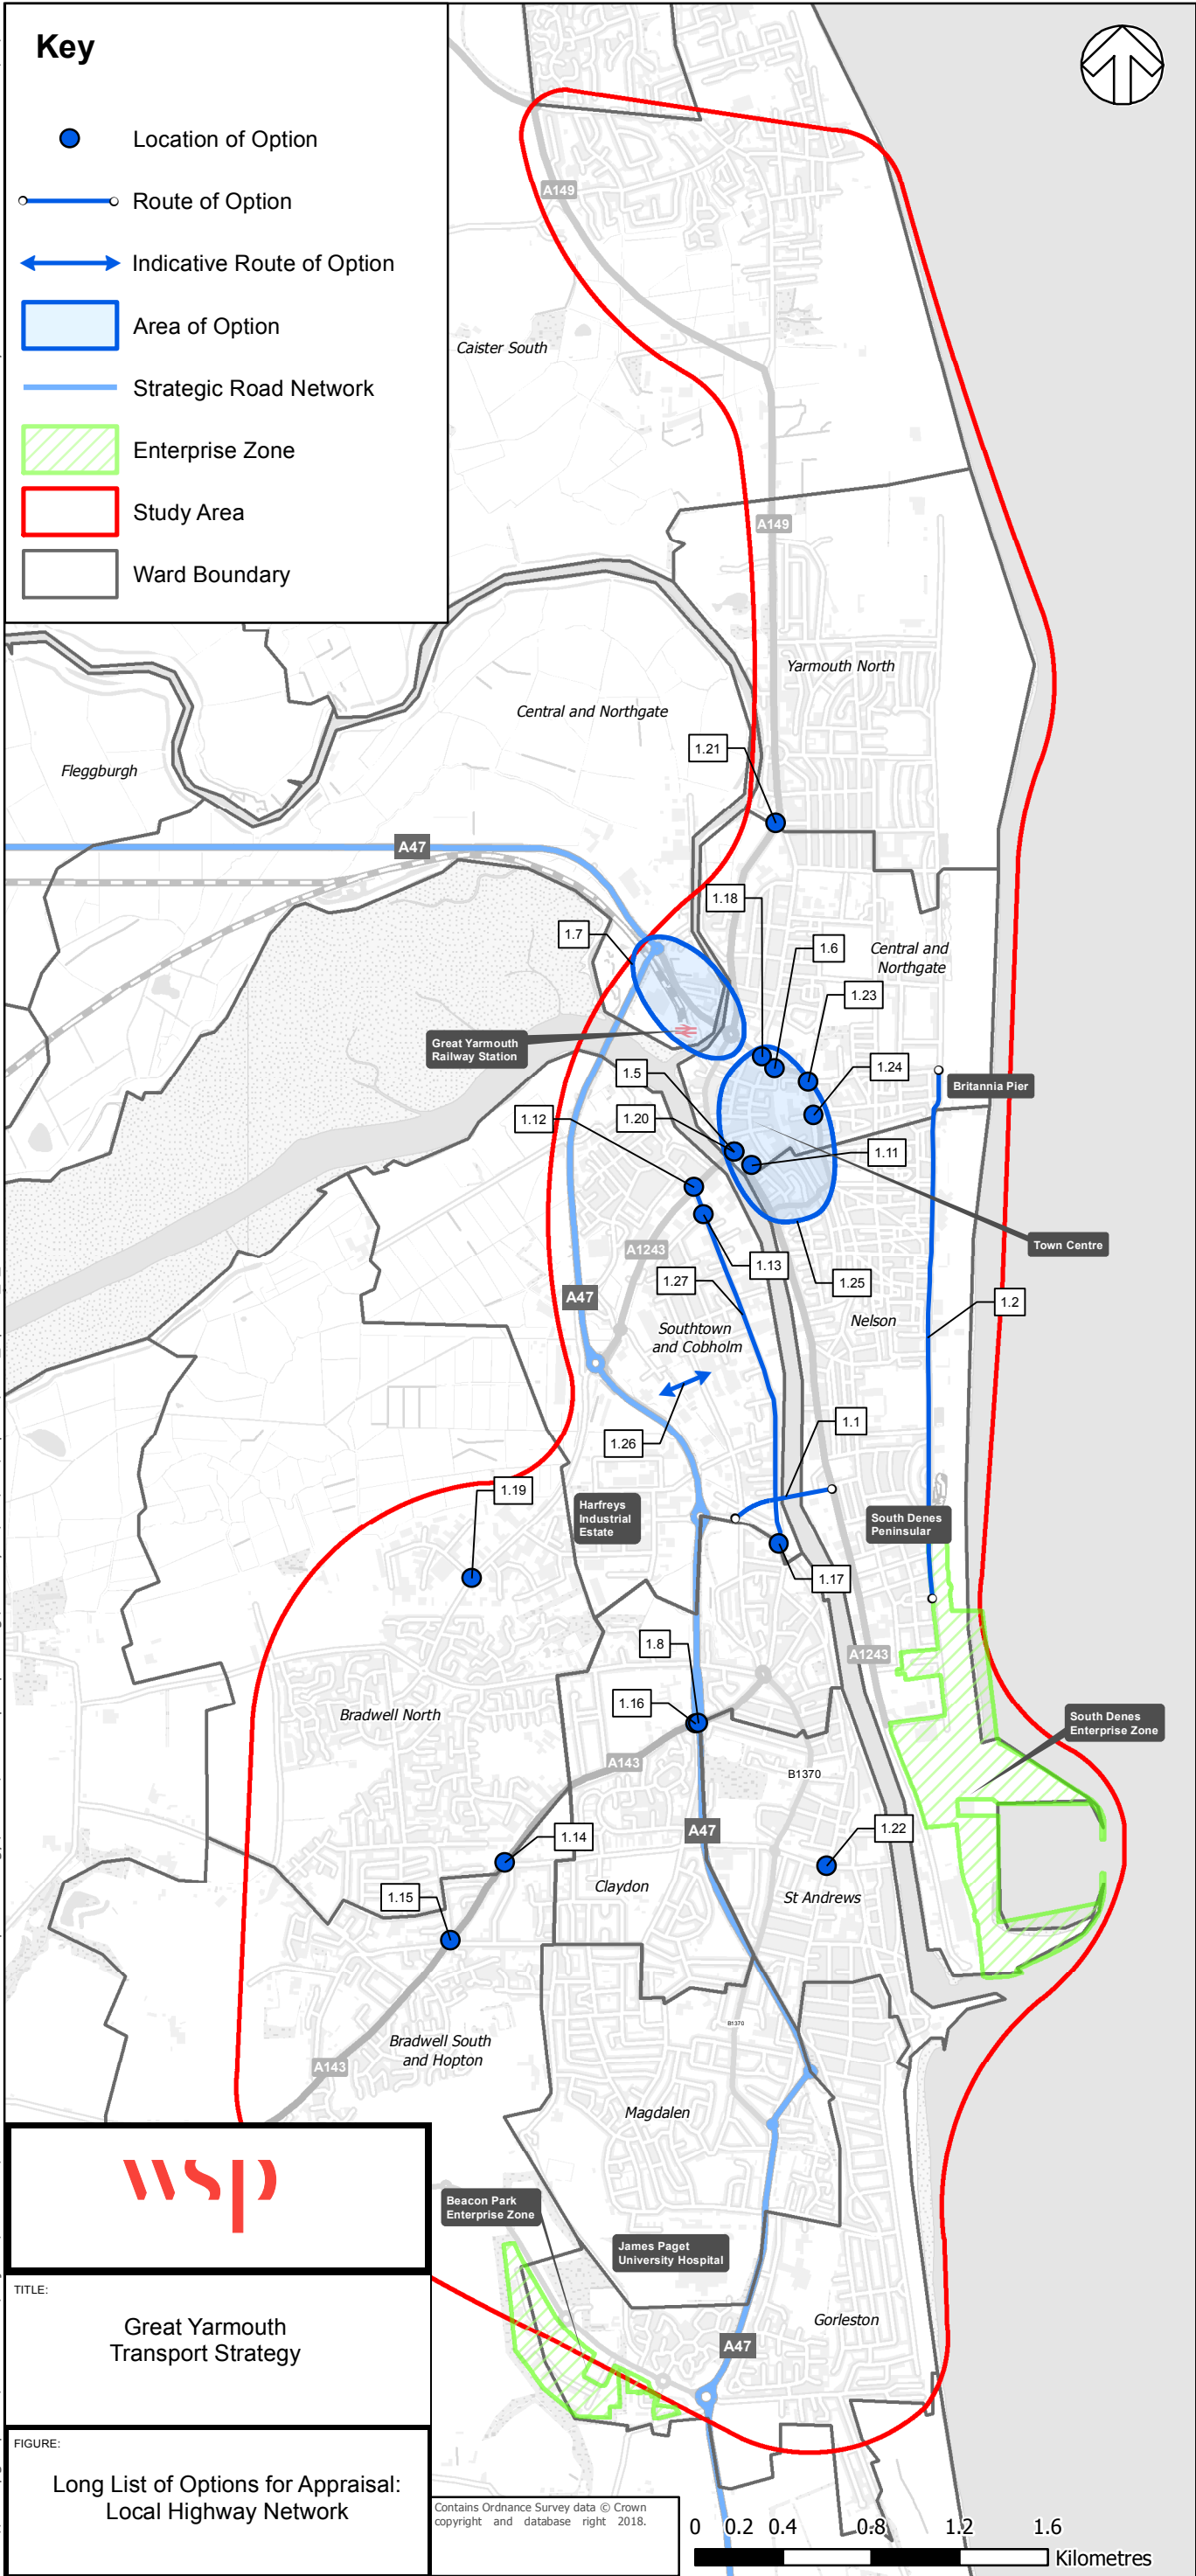 Key
Location of Option
Route of Option
Indicative Route of Option
Area of Option
Strategic Road Network
Enterprise Zone
Study Area
Ward Boundary
A149
Caister South
A149
Yarmouth North
Central and Northgate
1.21
Fleggburgh
A47
1.18
1.7
1.6
Central and
Northgate
1.23
Great Yarmouth
Railway Station
1.5
1.24
Britannia Pier
1.12
1.20
1.11
Town Centre
A1243
1.13
1.27
1.25
A47
1.2
Nelson
Southtown
and Cobholm
1.26
1.1
1.19
Harfreys
Industrial
Estate
South Denes
Peninsular
1.17
1.8
A1243
1.16
Bradwell North
South Denes
Enterprise Zone
A143
B1370
A47
1.22
1.14
Claydon
St Andrews
1.15
B1370
Bradwell South
and Hopton
A143
Magdalen
wsp
Beacon Park
Enterprise Zone
James Paget
University Hospital
TITLE:
Great Yarmouth
Transport Strategy
Gorleston
A47
FIGURE:
Long List of Options for Appraisal:
Local Highway Network
Contains Ordnance Survey data © Crown
copyright and database right 2018.
0 0.2 0.4 0.8 1.2 1.6
Kilometres